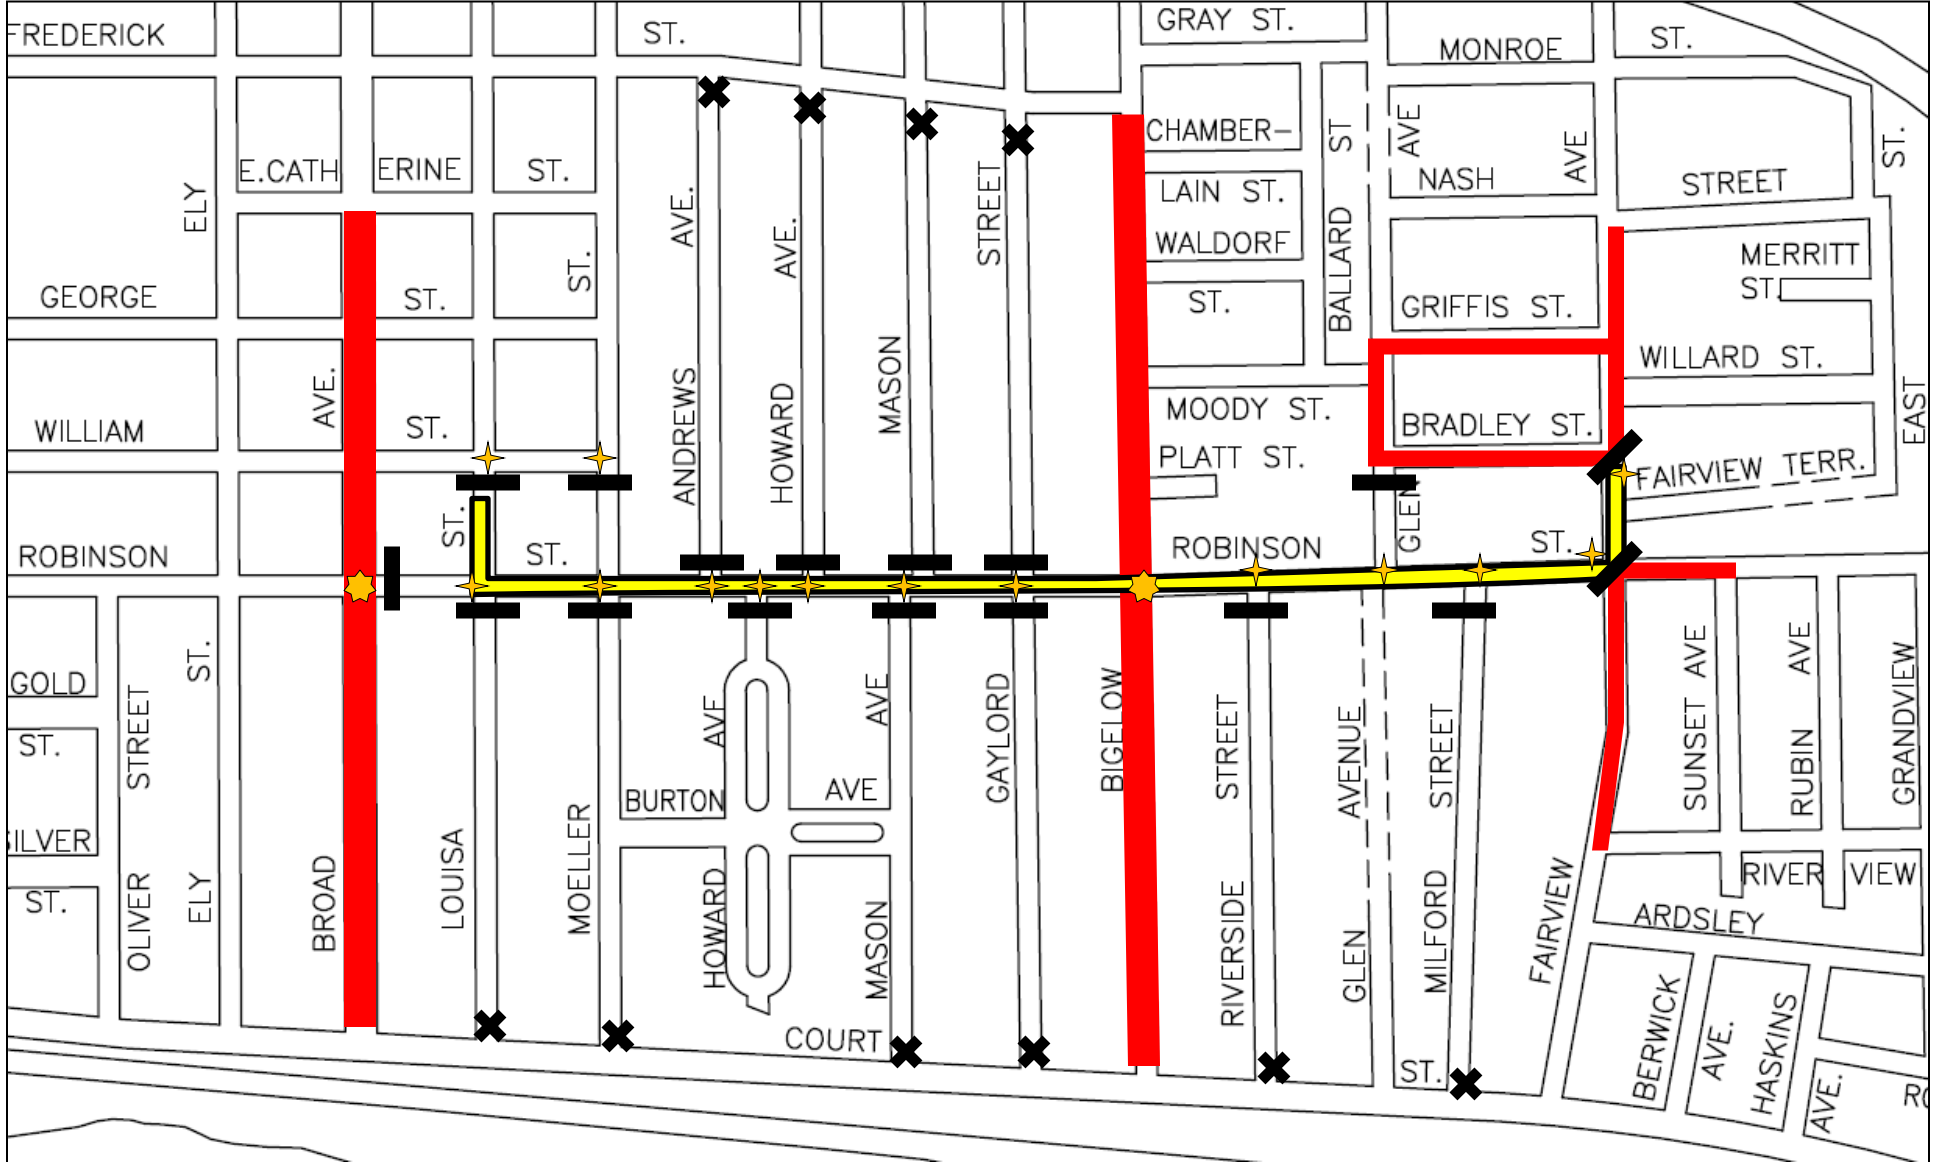 FREDERICK
ST.
GRAY ST.
MONROE
ST.
CHAMBER-
LAIN ST.
WALDORF
ST.
BALLARD
ST
AVE
NASH
AVE
STREET
ST.
EAST
MERRITT
ST.
ELY
E.CATH
ERINE
ST.
ST.
AVE.
AVE.
STREET
GEORGE
ST.
GRIFFIS ST.
WILLARD ST.
AVE.
WILLIAM
ST.
ANDREWS
HOWARD
MASON
MOODY ST.
BRADLEY ST.
PLATT ST.
FAIRVIEW TERR.
ROBINSON
ST.
ST.
ROBINSON
GLEN
ST.
GOLD
ST.
SILVER
ST.
OLIVER
STREET
ELY
ST.
BROAD
LOUISA
MOELLER
BURTON
AVE
HOWARD
AVE
MASON
AVE
GAYLORD
BIGELOW
RIVERSIDE
STREET
GLEN
AVENUE
MILFORD
STREET
FAIRVIEW
SUNSET AVE
RUBIN AVE
GRANDVIEW
RIVER
VIEW
ARDSLEY
COURT
ST.
BERWICK
AVE.
HASKINS
AVE.